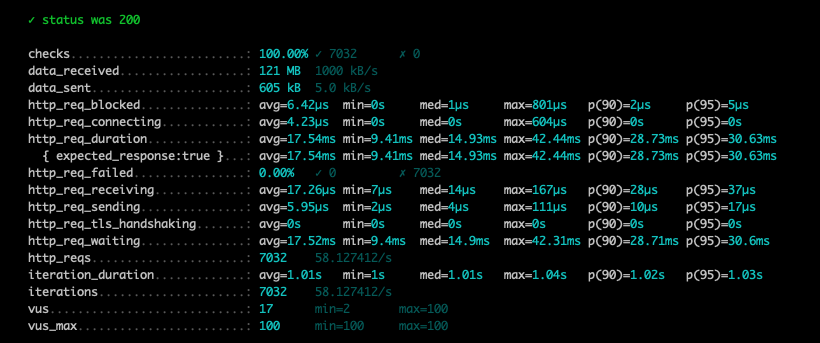 ✓ status was 200
checks.........................: 100.00% ✓ 7032      ✗ 0
data_received..................: 121 MB  1000 kB/s
data_sent......................: 605 kB  5.0 kB/s
http_req_blocked...............: avg=6.42µs  min=0s     med=1µs     max=801µs   p(90)=2µs     p(95)=5µs
http_req_connecting............: avg=4.23µs  min=0s     med=0s      max=604µs   p(90)=0s      p(95)=0s
http_req_duration..............: avg=17.54ms min=9.41ms med=14.93ms max=42.44ms p(90)=28.73ms p(95)=30.63ms
  { expected_response:true }...: avg=17.54ms min=9.41ms med=14.93ms max=42.44ms p(90)=28.73ms p(95)=30.63ms
http_req_failed................: 0.00%   ✓ 0         ✗ 7032
http_req_receiving.............: avg=17.26µs min=7µs    med=14µs    max=167µs   p(90)=28µs    p(95)=37µs
http_req_sending...............: avg=5.95µs  min=2µs    med=4µs     max=111µs   p(90)=10µs    p(95)=17µs
http_req_tls_handshaking.......: avg=0s      min=0s     med=0s      max=0s      p(90)=0s      p(95)=0s
http_req_waiting...............: avg=17.52ms min=9.4ms  med=14.9ms  max=42.31ms p(90)=28.71ms p(95)=30.6ms
http_reqs......................: 7032    58.127412/s
iteration_duration.............: avg=1.01s   min=1s     med=1.01s   max=1.04s   p(90)=1.02s   p(95)=1.03s
iterations.....................: 7032    58.127412/s
vus............................: 17      min=2       max=100
vus_max........................: 100     min=100     max=100